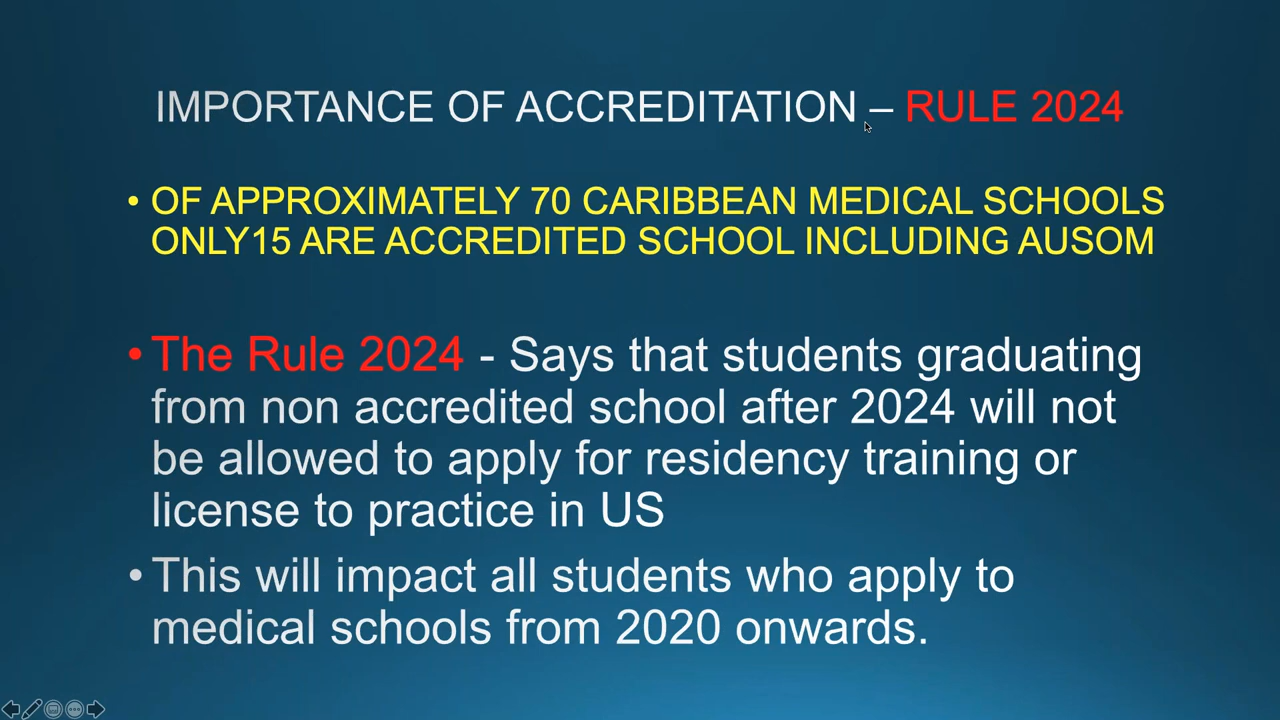 IMPORTANCE OF ACCREDITATION – RULE 2024
• OF APPROXIMATELY 70 CARIBBEAN MEDICAL SCHOOLS
ONLY15 ARE ACCREDITED SCHOOL INCLUDING AUSOM
• The Rule 2024 - Says that students graduating
from non accredited school after 2024 will not
be allowed to apply for residency training or
license to practice in US
• This will impact all students who apply to
medical schools from 2020 onwards.